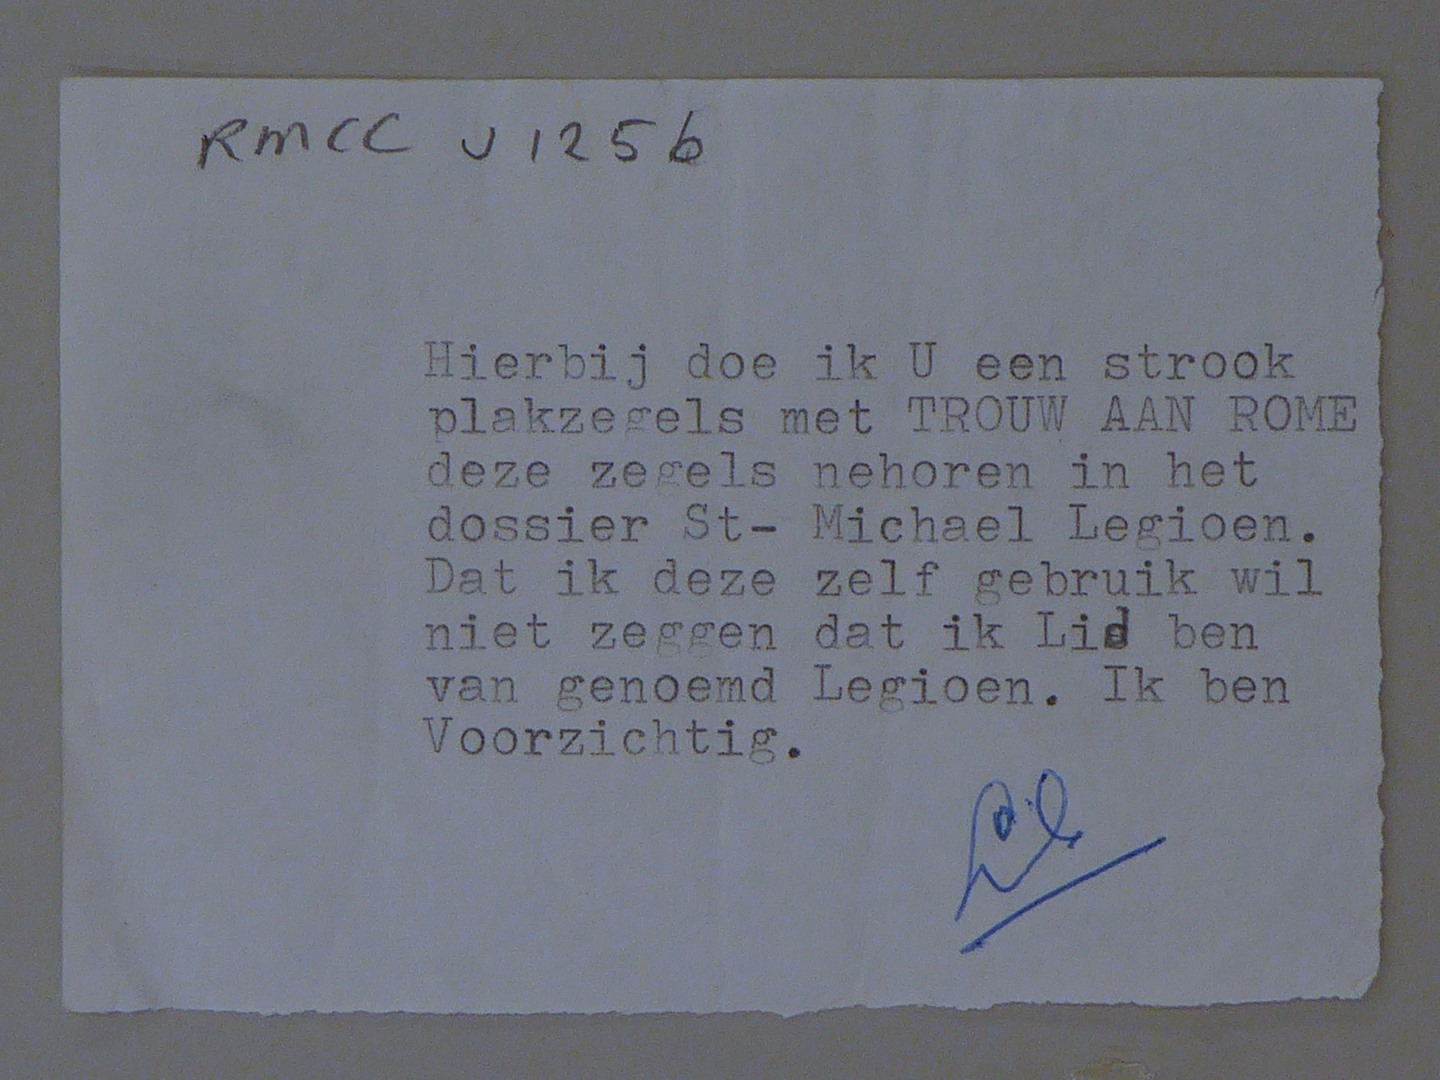 RMCC U 1256
Hierbij doe ik U een strook
plakzegels met TROUW AAN ROME
deze zegels nehoren in het
dossier St- Michael Legioen.
Dat ik deze zelf gebruik wil
niet zeggen dat ik Lid ben
van genoemd Legioen. Ik ben
Voorzichtig.